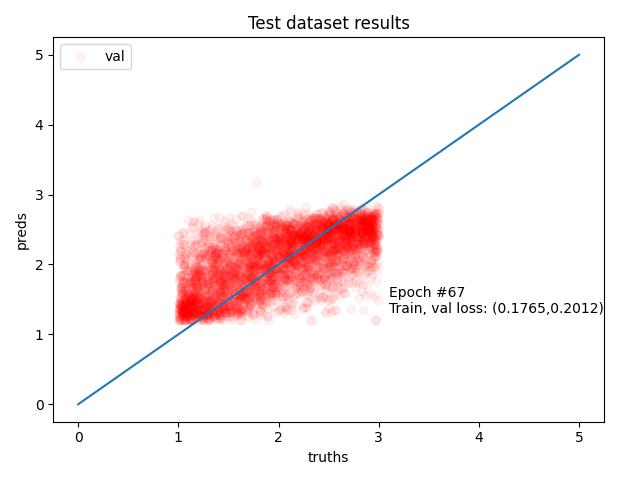 Test dataset results
val
5
4
3
2
1
0
preds
Epoch #67
Train, val loss: (0.1765,0.2012)
0 1 2 3 4 5
truths